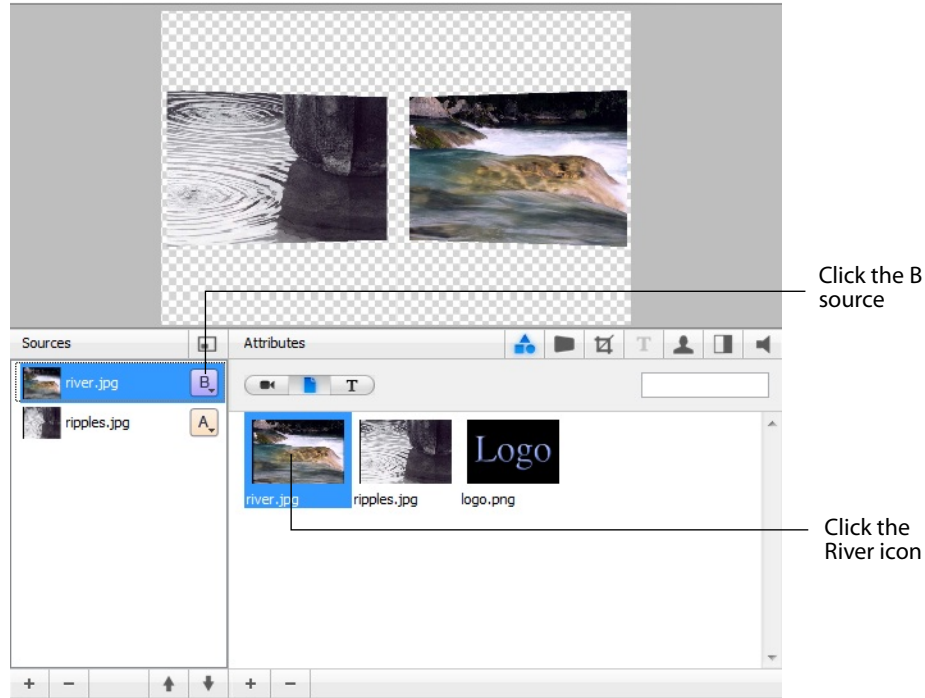 Click the B
source
Sources
Attributes
T
river.jpg
B
T
ripples.jpg
A
Logo
river.jpg
ripples.jpg
logo.png
Click the
River icon